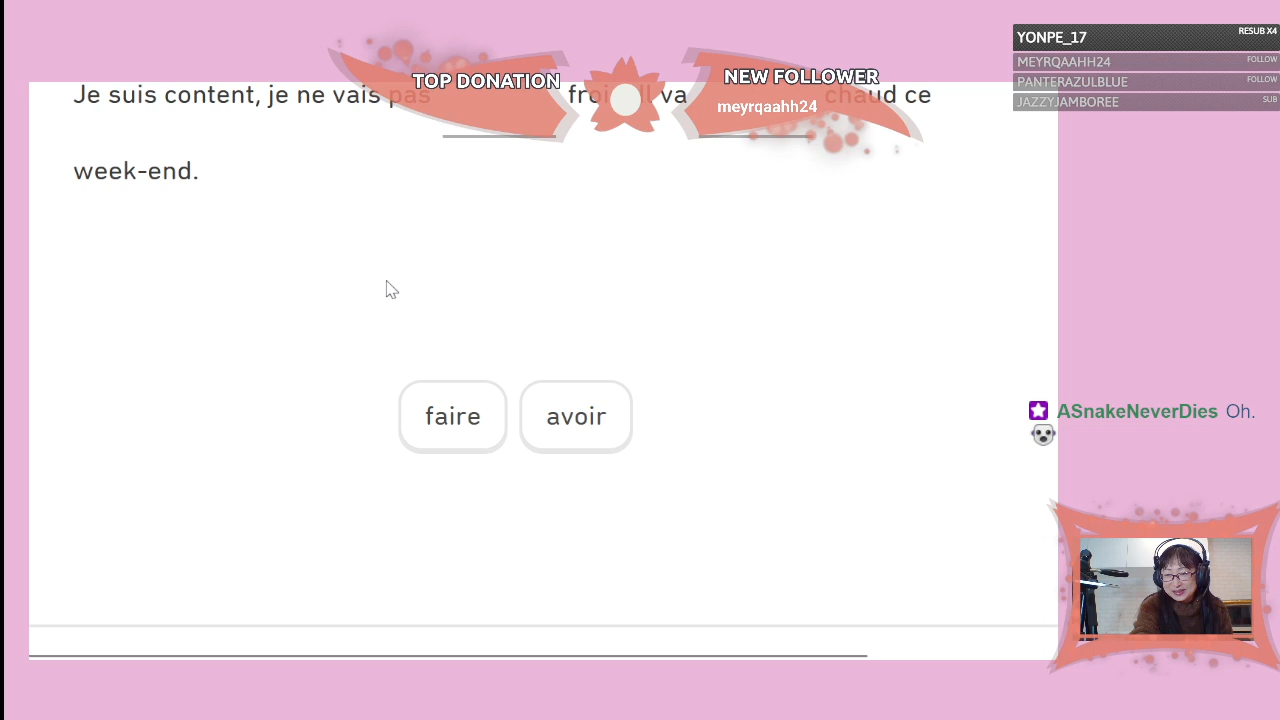 YONPE_17 RESUB X4
MEYRQAAHH24 FOLLOW
PANTERAZULBLUE FOLLOW
JAZZYJAMBOREE SUB
TOP DONATION
NEW FOLLOWER
meyrqaahh24
Je suis content, je ne vais pas va chaud ce
week-end.
faire avoir
ASnakeNeverDies Oh.